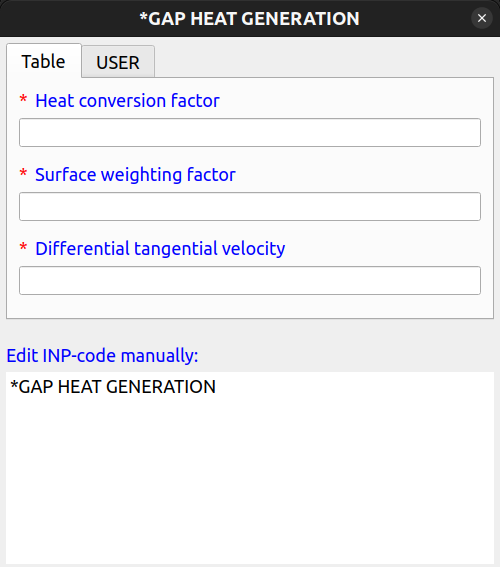 *GAP HEAT GENERATION
Table
USER
* Heat conversion factor
* Surface weighting factor
* Differential tangential velocity
Edit INP-code manually:
*GAP HEAT GENERATION